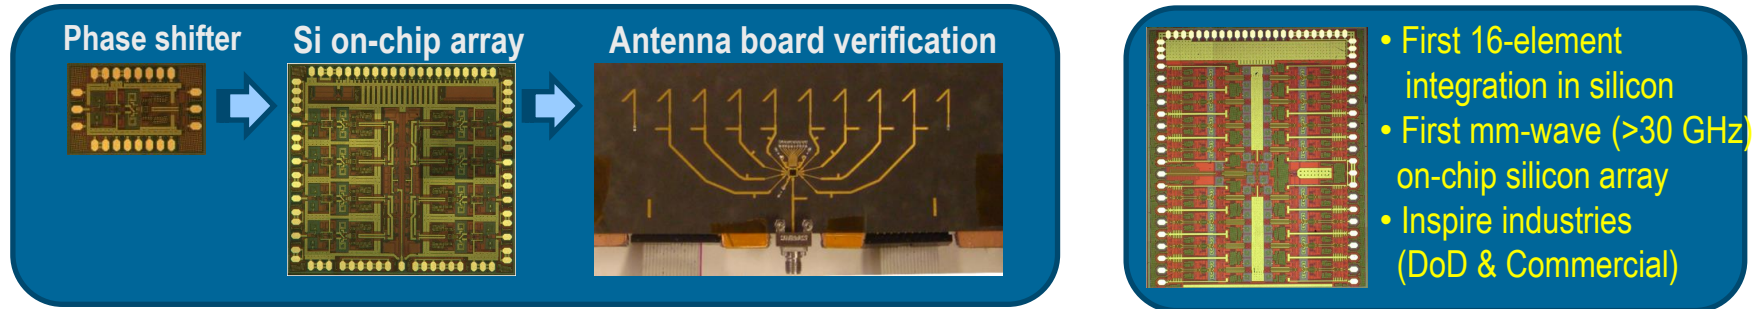 Phase shifter
Si on-chip array
Antenna board verification
• First 16-element
integration in silicon
• First mm-wave (>30 GHz)
on-chip silicon array
• Inspire industries
(DoD & Commercial)